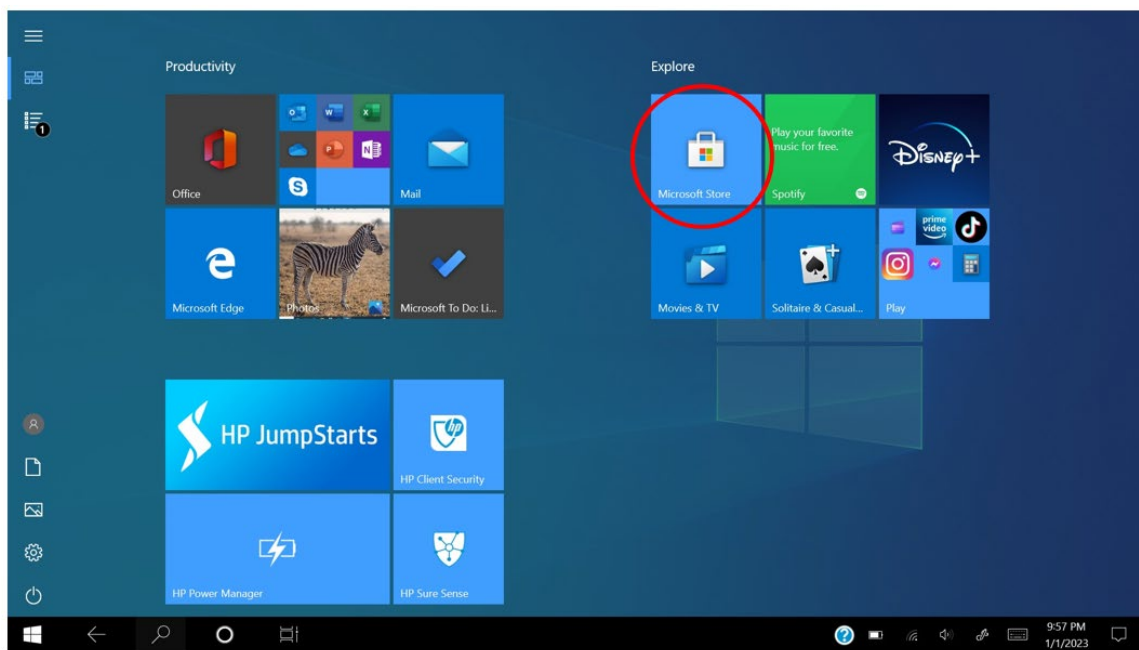 Productivity
Office
Mail
Microsoft Edge
Photos
Microsoft To Do: Li...
HP JumpStarts
HP Client Security
HP Power Manager
HP Sure Sense
Explore
Microsoft Store
Play your favorite
music for free.
Spotify
Disney+
Movies & TV
Solitaire & Casual...
prime
video
Play
1
hp
9:57 PM
1/1/2023